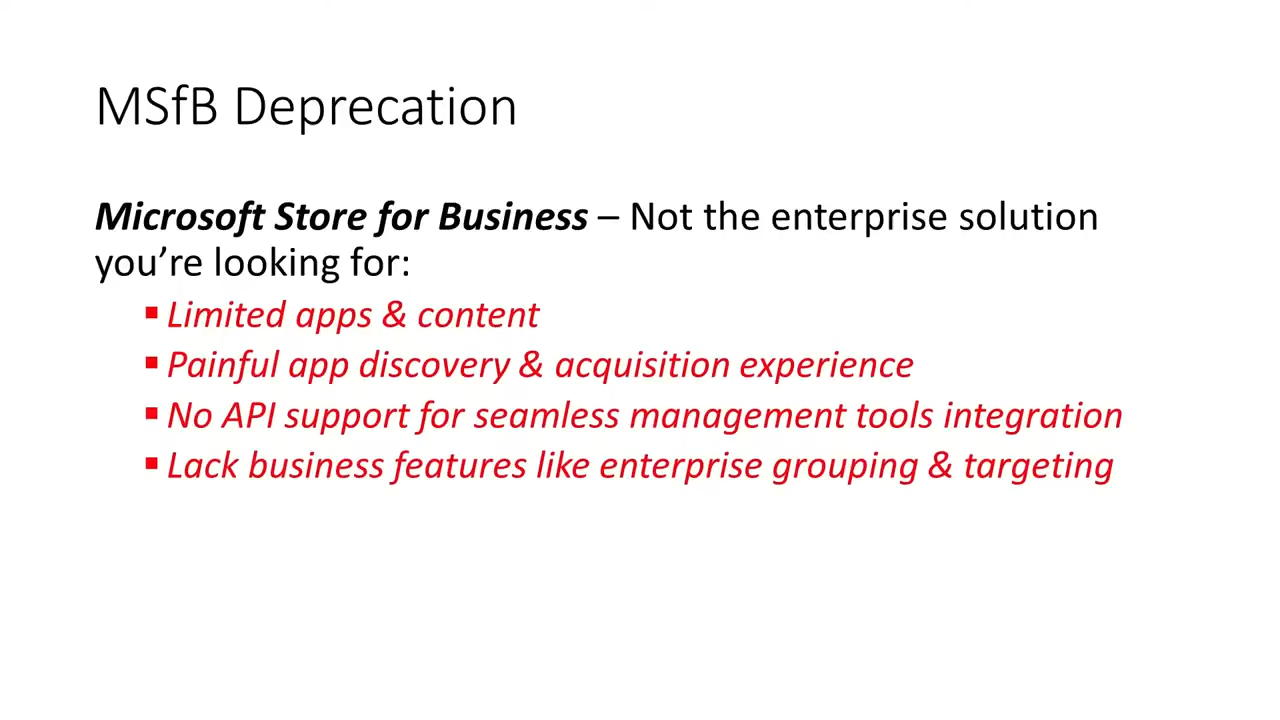 MSfB Deprecation
Microsoft Store for Business – Not the enterprise solution
you’re looking for:
▪ Limited apps & content
▪ Painful app discovery & acquisition experience
▪ No API support for seamless management tools integration
▪ Lack business features like enterprise grouping & targeting